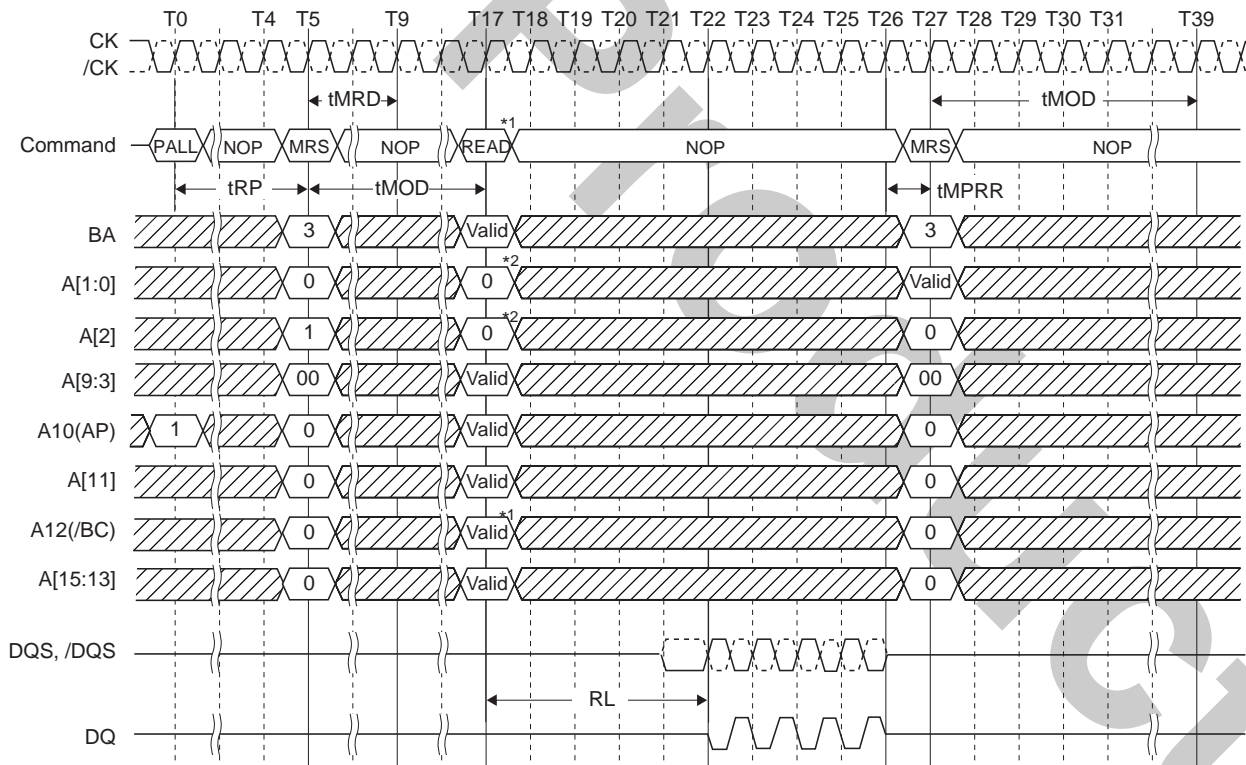 T0 T4 T5 T9 T17 T18 T19 T20 T21 T22 T23 T24 T25 T26 T27 T28 T29 T30 T31 T39
CK
/CK
tMRD tMOD
Command PALL NOP MRS NOP READ *1 NOP MRS NOP
tRP tMOD tMPRR
BA 3 Valid 3
A[1:0] 0 0 *2 Valid
A[2] 1 0 *2 0
A[9:3] 00 Valid 00
A10(AP) 1 0 Valid 0
A[11] 0 Valid 0
A12(/BC) 0 Valid *1 0
A[15:13] 0 Valid 0
DQS, /DQS
RL
DQ
Product